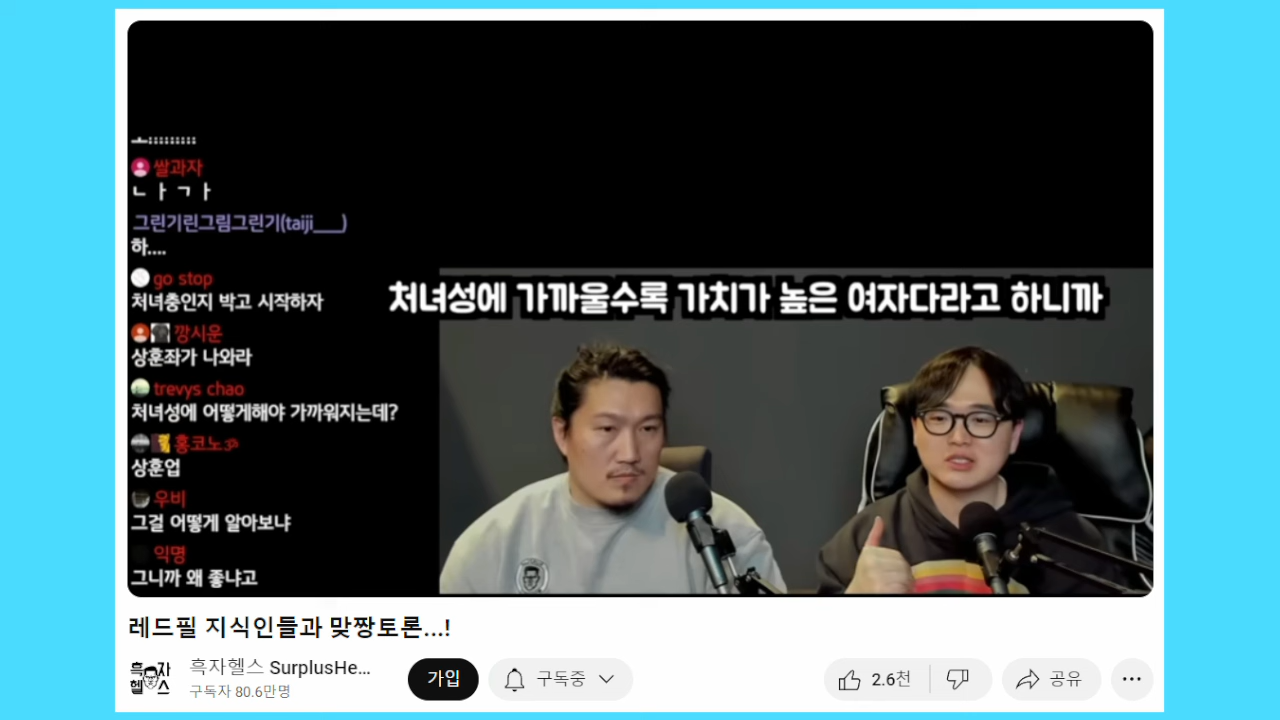 쌀과자
ㄴㅏㄱㅏ
그린기린그림그린기(taiji___)
하....
go stop
처녀충인지 박고 시작하자
깡시운
상훈좌가 나와라
trevys chao
처녀성에 어떻게해야 가까워지는데?
홍코노
상훈업
우비
그걸 어떻게 알아보냐
익명
그니까 왜 좋냐고
처녀성에 가까울수록 가치가 높은 여자다라고 하니까
레드필 지식인들과 맞짱토론...!
흑자헬스
흑자헬스 SurplusHe...
구독자 80.6만명
가입
구독중
2.6천
공유